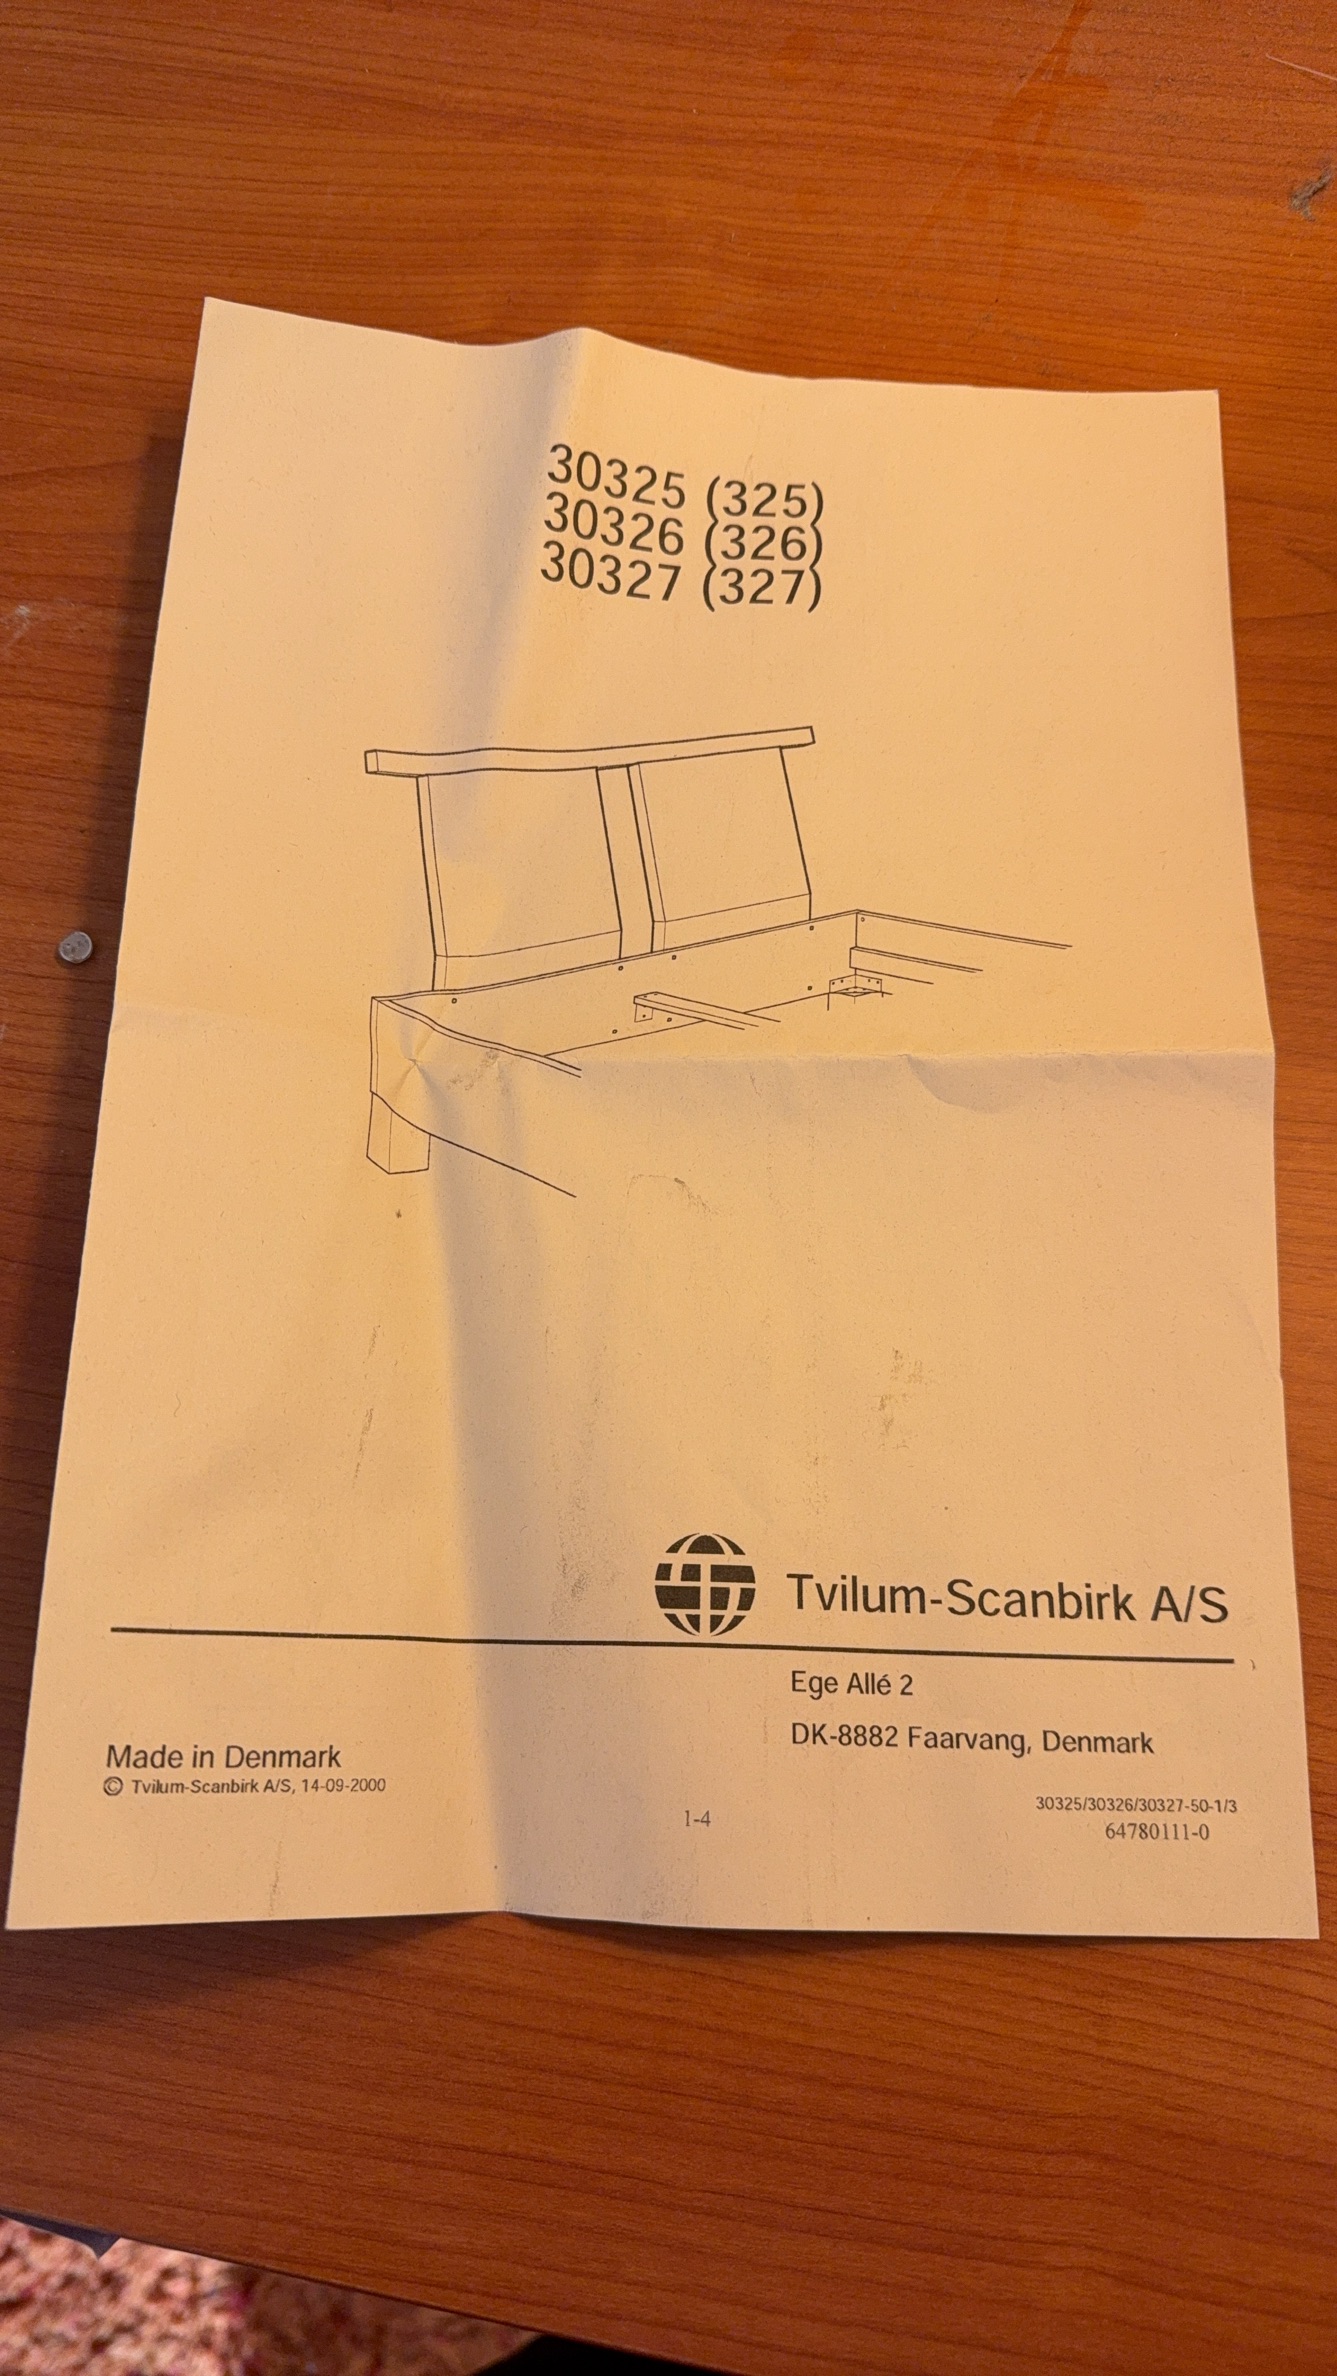 30325 (325)
30326 (326)
30327 (327)
Tvilum-Scanbirk A/S
Ege Allé 2
DK-8882 Faarvang, Denmark
Made in Denmark
© Tvilum-Scanbirk A/S, 14-09-2000
1-4
30325/30326/30327-50-1/3
64780111-0